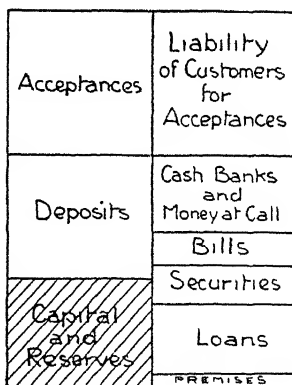 Acceptances
Liability
of Customers
for
Acceptances
Deposits
Cash Banks
and
Money at Call
Bills
Securities
Capital
and
Reserves
Loans
PREMISES